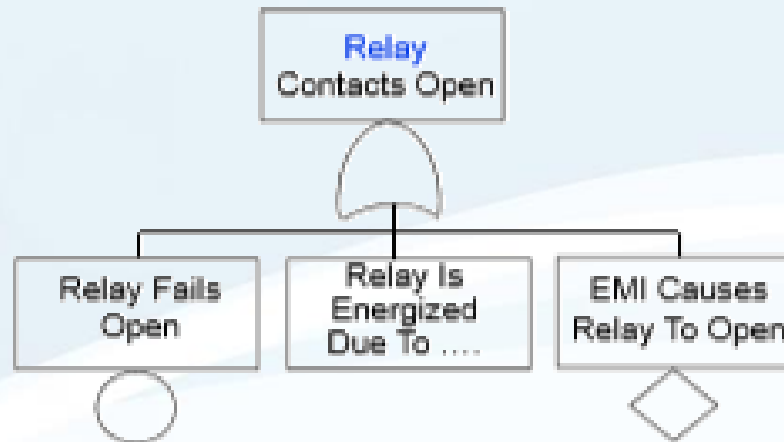 Relay
Contacts Open
Relay Fails
Open
Relay Is
Energized
Due To ....
EMI Causes
Relay To Open